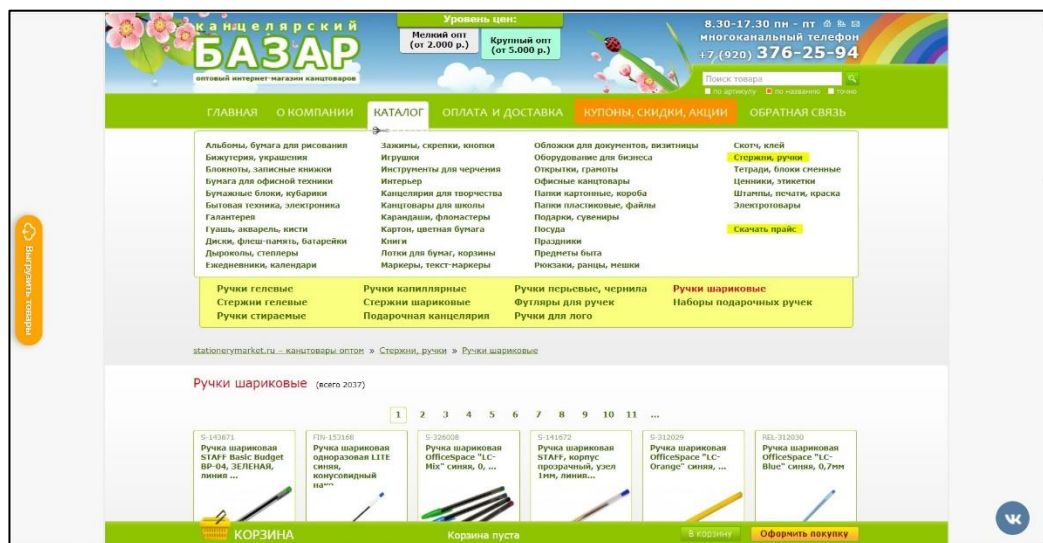 канцелярский
БАЗАР
оптовый интернет-магазин канцтоваров
Уровень цен:
Мелкий опт
(от 2.000 р.)
Крупный опт
(от 5.000 р.)
8.30-17.30 пн - пт
многоканальный телефон
+7 (920) 376-25-94
Поиск товара
по артикулу по названию точно
ГЛАВНАЯ О КОМПАНИИ КАТАЛОГ ОПЛАТА И ДОСТАВКА КУПОНЫ, СКИДКИ, АКЦИИ ОБРАТНАЯ СВЯЗЬ
Альбомы, бумага для рисования
Бижутерия, украшения
Блокноты, записные книжки
Бумага для офисной техники
Бумажные блоки, кубарики
Бытовая техника, электроника
Галантерея
Гуашь, акварель, кисти
Диски, флеш-память, батарейки
Дыроколы, степлеры
Ежедневники, календари
Зажимы, скрепки, кнопки
Игрушки
Инструменты для черчения
Интерьер
Канцелярия для творчества
Канцтовары для школы
Карандаши, фломастеры
Картон, цветная бумага
Книги
Лотки для бумаг, корзины
Маркеры, текст-маркеры
Обложки для документов, визитницы
Оборудование для бизнеса
Открытки, грамоты
Офисные канцтовары
Папки картонные, короба
Папки пластиковые, файлы
Подарки, сувениры
Посуда
Праздники
Предметы быта
Рюкзаки, ранцы, мешки
Скотч, клей
Стержни, ручки
Тетради, блоки сменные
Ценники, этикетки
Штампы, печати, краска
Электротовары
Скачать прайс
Ручки гелевые Ручки капиллярные Ручки перьевые, чернила Ручки шариковые
Стержни гелевые Стержни шариковые Футляры для ручек Наборы подарочных ручек
Ручки стираемые Подарочная канцелярия Ручки для лого
Выгрузить товары
stationerymarket.ru – канцтовары оптом » Стержни, ручки » Ручки шариковые
Ручки шариковые (всего 2037)
1 2 3 4 5 6 7 8 9 10 11 ...
S-143871
Ручка шариковая
STAFF Basic Budget
BP-04, ЗЕЛЕНАЯ,
линия ...
FIN-153168
Ручка шариковая
одноразовая LITE
синяя,
конусовидный
S-326008
Ручка шариковая
OfficeSpace "LC-
Mix" синяя, 0, ...
S-141672
Ручка шариковая
STAFF, корпус
прозрачный, узел
1мм, линия...
S-312029
Ручка шариковая
OfficeSpace "LC-
Orange" синяя, ...
REL-312030
Ручка шариковая
OfficeSpace "LC-
Blue" синяя, 0,7мм
КОРЗИНА Корзина пуста В корзину Оформить покупку